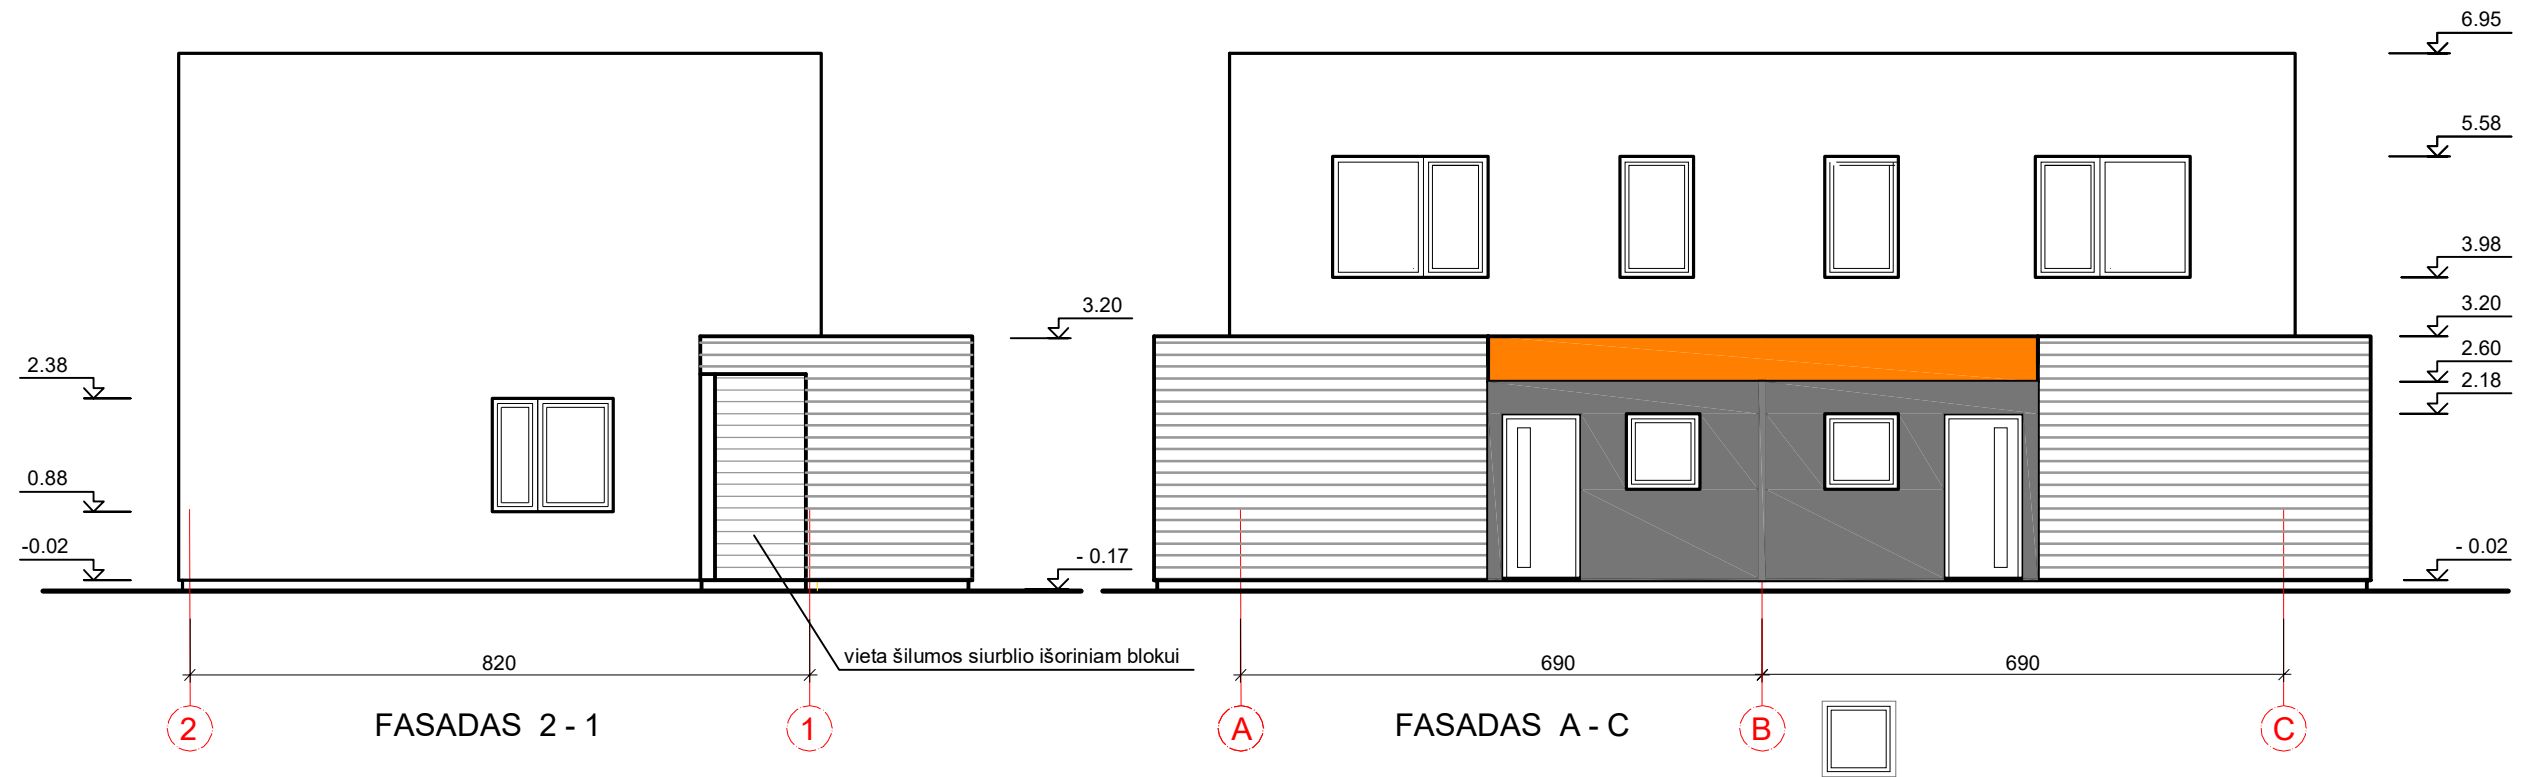 6.95
5.58
3.98
3.20
3.20
2.60
2.38
2.18
0.88
-0.02
- 0.17
- 0.02
vieta šilumos siurblio išoriniam blokui
820
690
690
2
FASADAS 2 - 1
1
A
FASADAS A - C
B
C